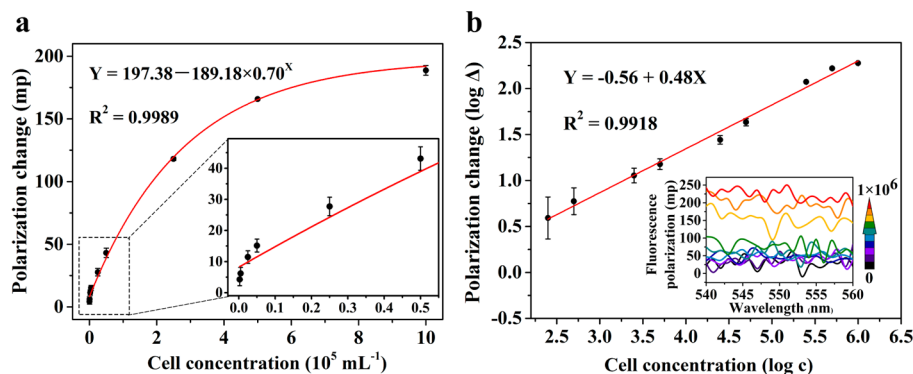 a
200
150
100
50
0
Polarization change (mp)
Y = 197.38−189.18×0.70^X
R² = 0.9989
40
30
20
10
0
0.0 0.1 0.2 0.3 0.4 0.5
0 2 4 6 8 10
Cell concentration (10⁵ mL⁻¹)
b
2.5
2.0
1.5
1.0
0.5
0.0
-0.5
Polarization change (log Δ)
Y = -0.56 + 0.48X
R² = 0.9918
Fluorescence
polarization (mp)
250
200
150
100
50
0
540 545 550 555 560
Wavelength (nm)
1×10⁶
0
2.5 3.0 3.5 4.0 4.5 5.0 5.5 6.0 6.5
Cell concentration (log c)